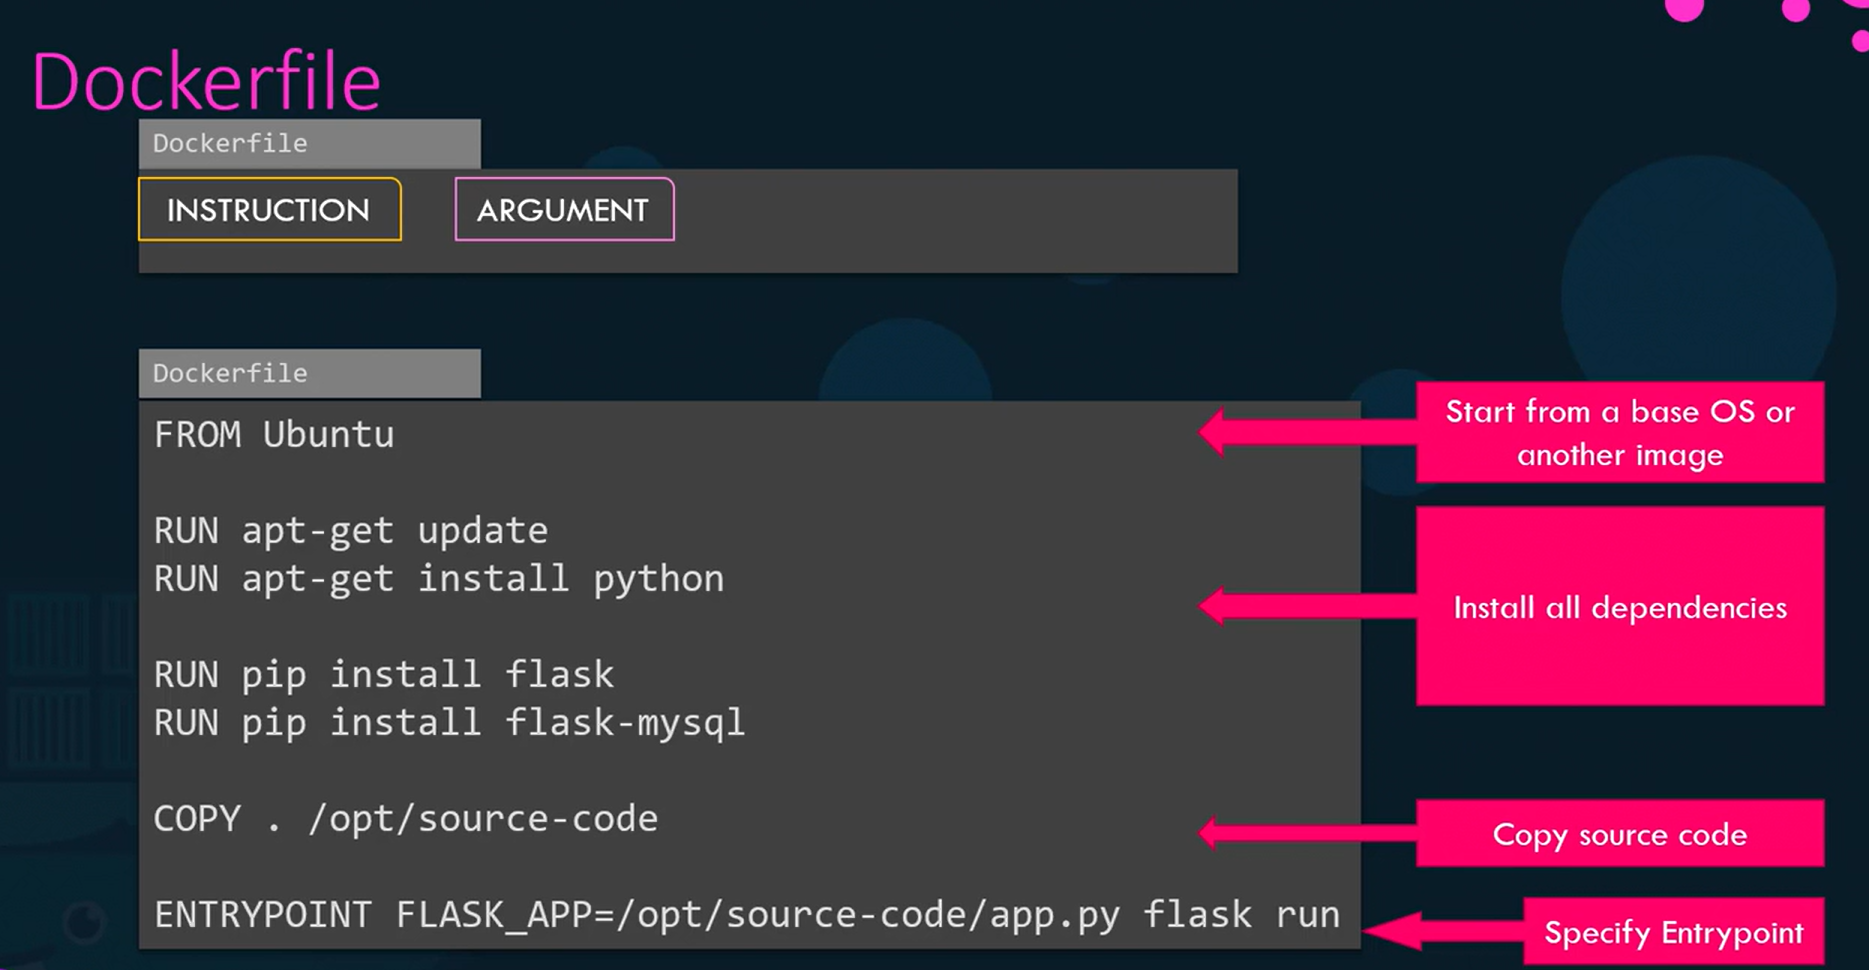 Dockerfile
Dockerfile
INSTRUCTION ARGUMENT
Dockerfile
FROM Ubuntu
Start from a base OS or
another image
RUN apt-get update
RUN apt-get install python
Install all dependencies
RUN pip install flask
RUN pip install flask-mysql
COPY . /opt/source-code
Copy source code
ENTRYPOINT FLASK_APP=/opt/source-code/app.py flask run
Specify Entrypoint